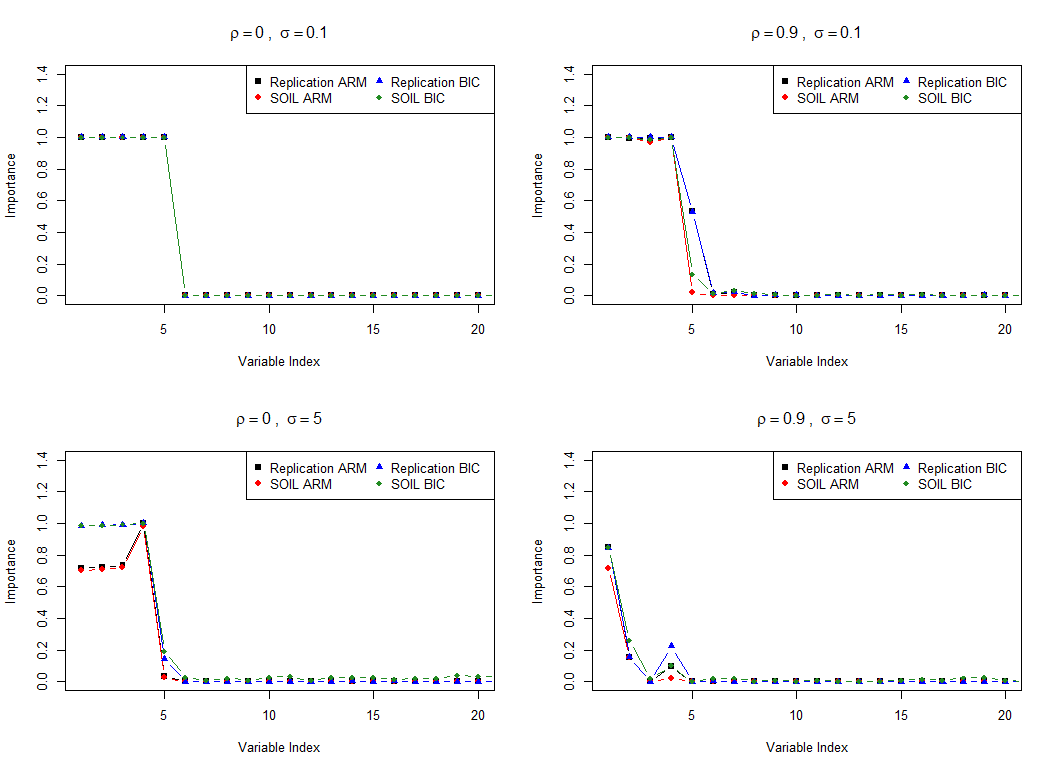 ρ = 0 , σ = 0.1
Replication ARM Replication BIC
SOIL ARM SOIL BIC
Importance
0.0 0.2 0.4 0.6 0.8 1.0 1.2 1.4
5 10 15 20
Variable Index
ρ = 0.9 , σ = 0.1
Replication ARM Replication BIC
SOIL ARM SOIL BIC
Importance
0.0 0.2 0.4 0.6 0.8 1.0 1.2 1.4
5 10 15 20
Variable Index
ρ = 0 , σ = 5
Replication ARM Replication BIC
SOIL ARM SOIL BIC
Importance
0.0 0.2 0.4 0.6 0.8 1.0 1.2 1.4
5 10 15 20
Variable Index
ρ = 0.9 , σ = 5
Replication ARM Replication BIC
SOIL ARM SOIL BIC
Importance
0.0 0.2 0.4 0.6 0.8 1.0 1.2 1.4
5 10 15 20
Variable Index